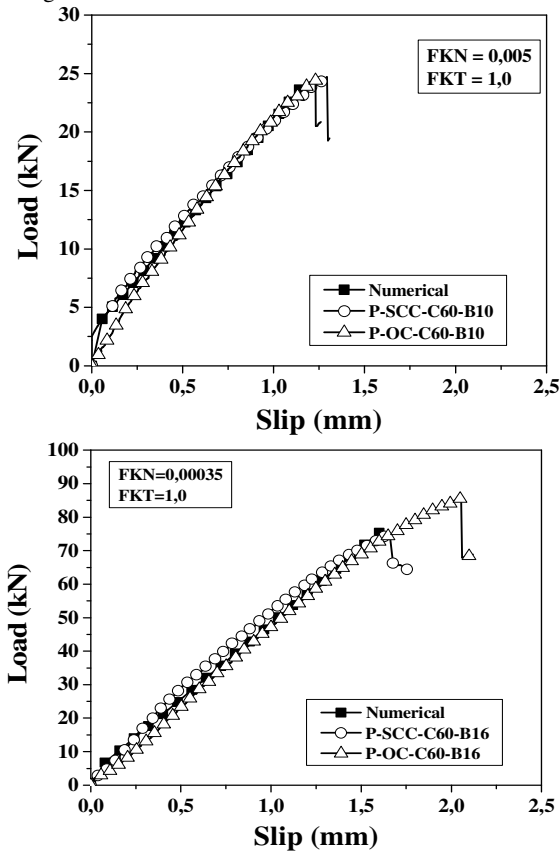 30
25
20
15
10
5
0
Load (kN)
FKN = 0,005
FKT = 1,0
Numerical
P-SCC-C60-B10
P-OC-C60-B10
0,0 0,5 1,0 1,5 2,0 2,5
Slip (mm)
100
90
80
70
60
50
40
30
20
10
0
Load (kN)
FKN=0,00035
FKT=1,0
Numerical
P-SCC-C60-B16
P-OC-C60-B16
0,0 0,5 1,0 1,5 2,0 2,5
Slip (mm)